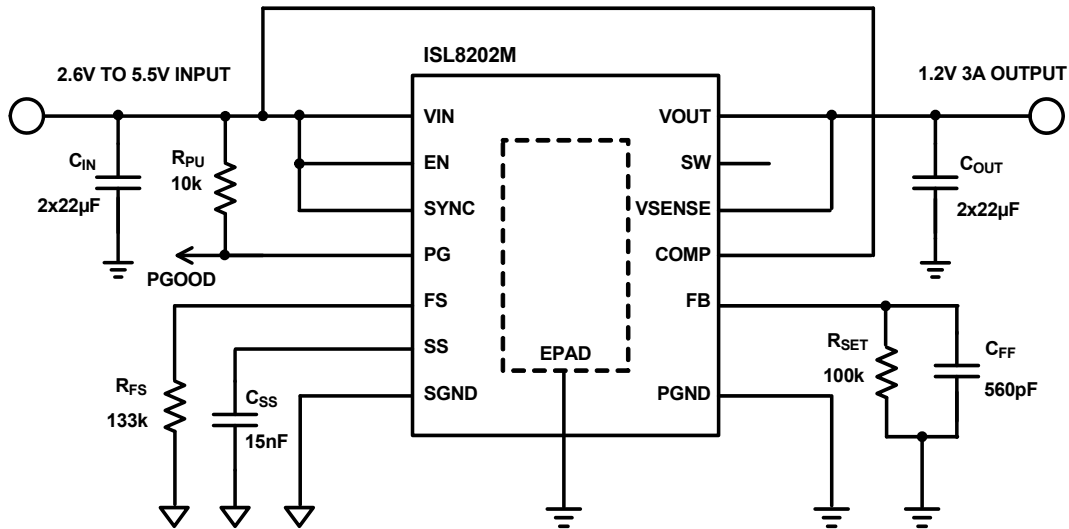 ISL8202M
2.6V TO 5.5V INPUT
1.2V 3A OUTPUT
VIN
VOUT
CIN
2x22µF
RPU
10k
EN
SW
COUT
2x22µF
SYNC
VSENSE
PG
COMP
PGOOD
FS
FB
SS
EPAD
RSET
100k
CFF
560pF
RFS
133k
CSS
15nF
SGND
PGND